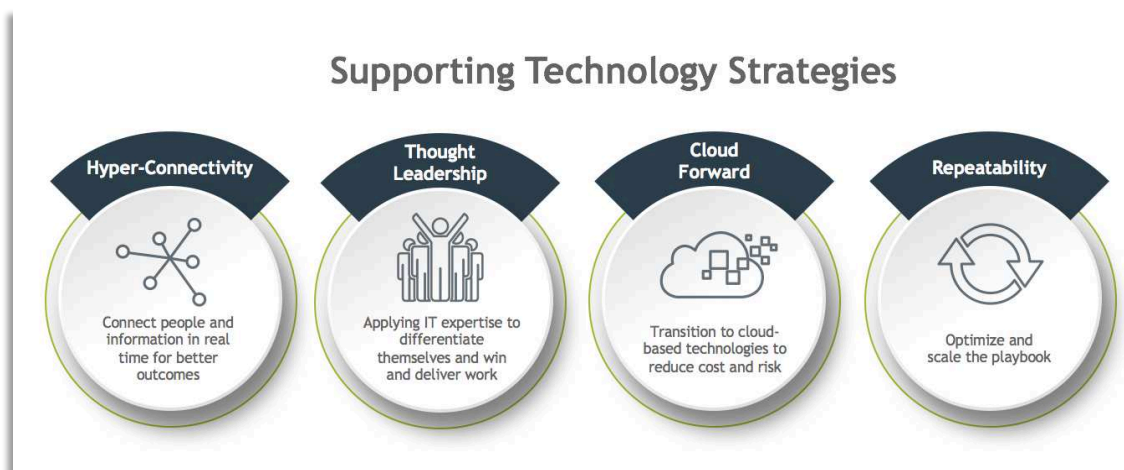 Supporting Technology Strategies
Hyper-Connectivity
Connect people and
information in real
time for better
outcomes
Thought
Leadership
Applying IT expertise to
differentiate
themselves and win
and deliver work
Cloud
Forward
Transition to cloud-
based technologies to
reduce cost and risk
Repeatability
Optimize and
scale the playbook